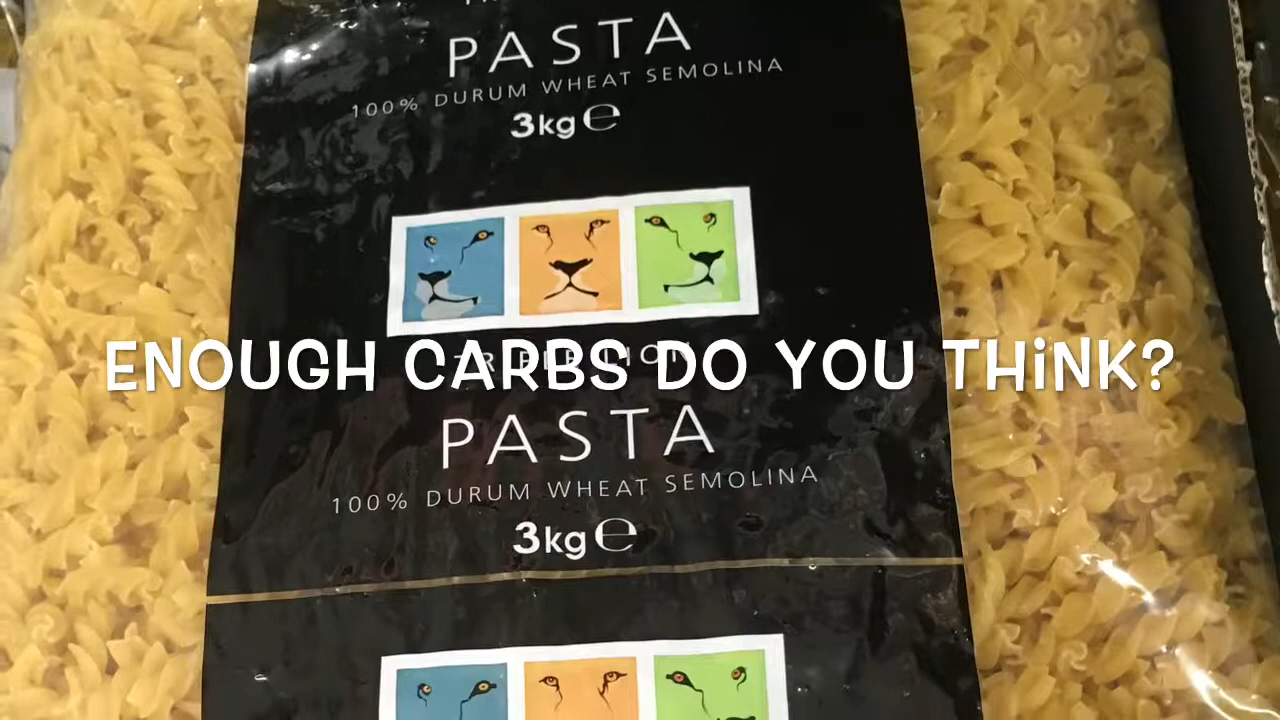 PASTA
100% DURUM WHEAT SEMOLINA
3kg e
ENOUGH CARBS DO YOU THiNK?
PASTA
100% DURUM WHEAT SEMOLINA
3kg e